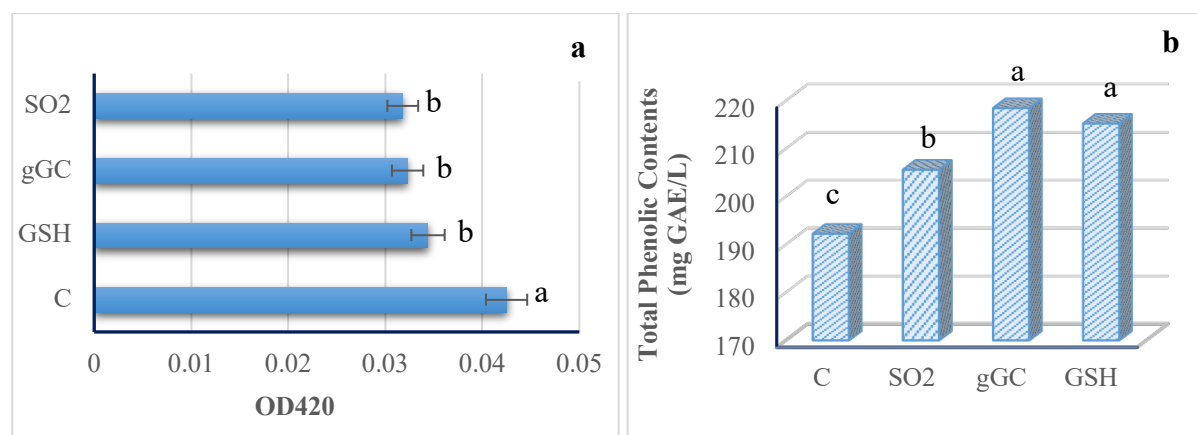 a
SO2
b
gGC
b
GSH
b
C
a
0 0.01 0.02 0.03 0.04 0.05
OD420
b
Total Phenolic Contents
(mg GAE/L)
220
210
200
190
180
170
c
b
a
a
C SO2 gGC GSH